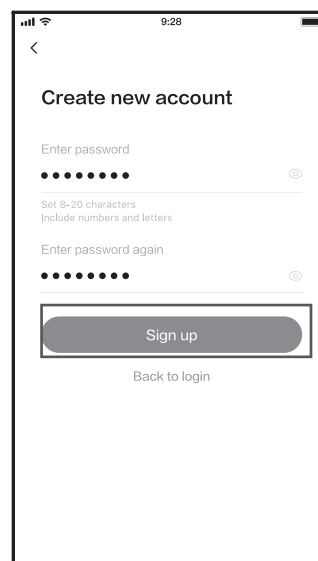 9:28
Create new account
Enter password
Set 8-20 characters
Include numbers and letters
Enter password again
Sign up
Back to login